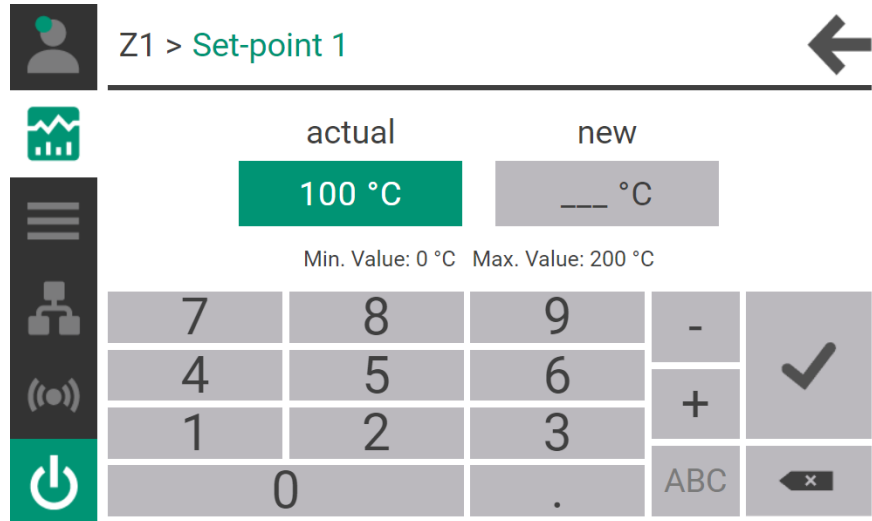 Z1 > Set-point 1
actual new
100 °C ___ °C
Min. Value: 0 °C Max. Value: 200 °C
7 8 9 -
4 5 6
+
1 2 3
0 . ABC